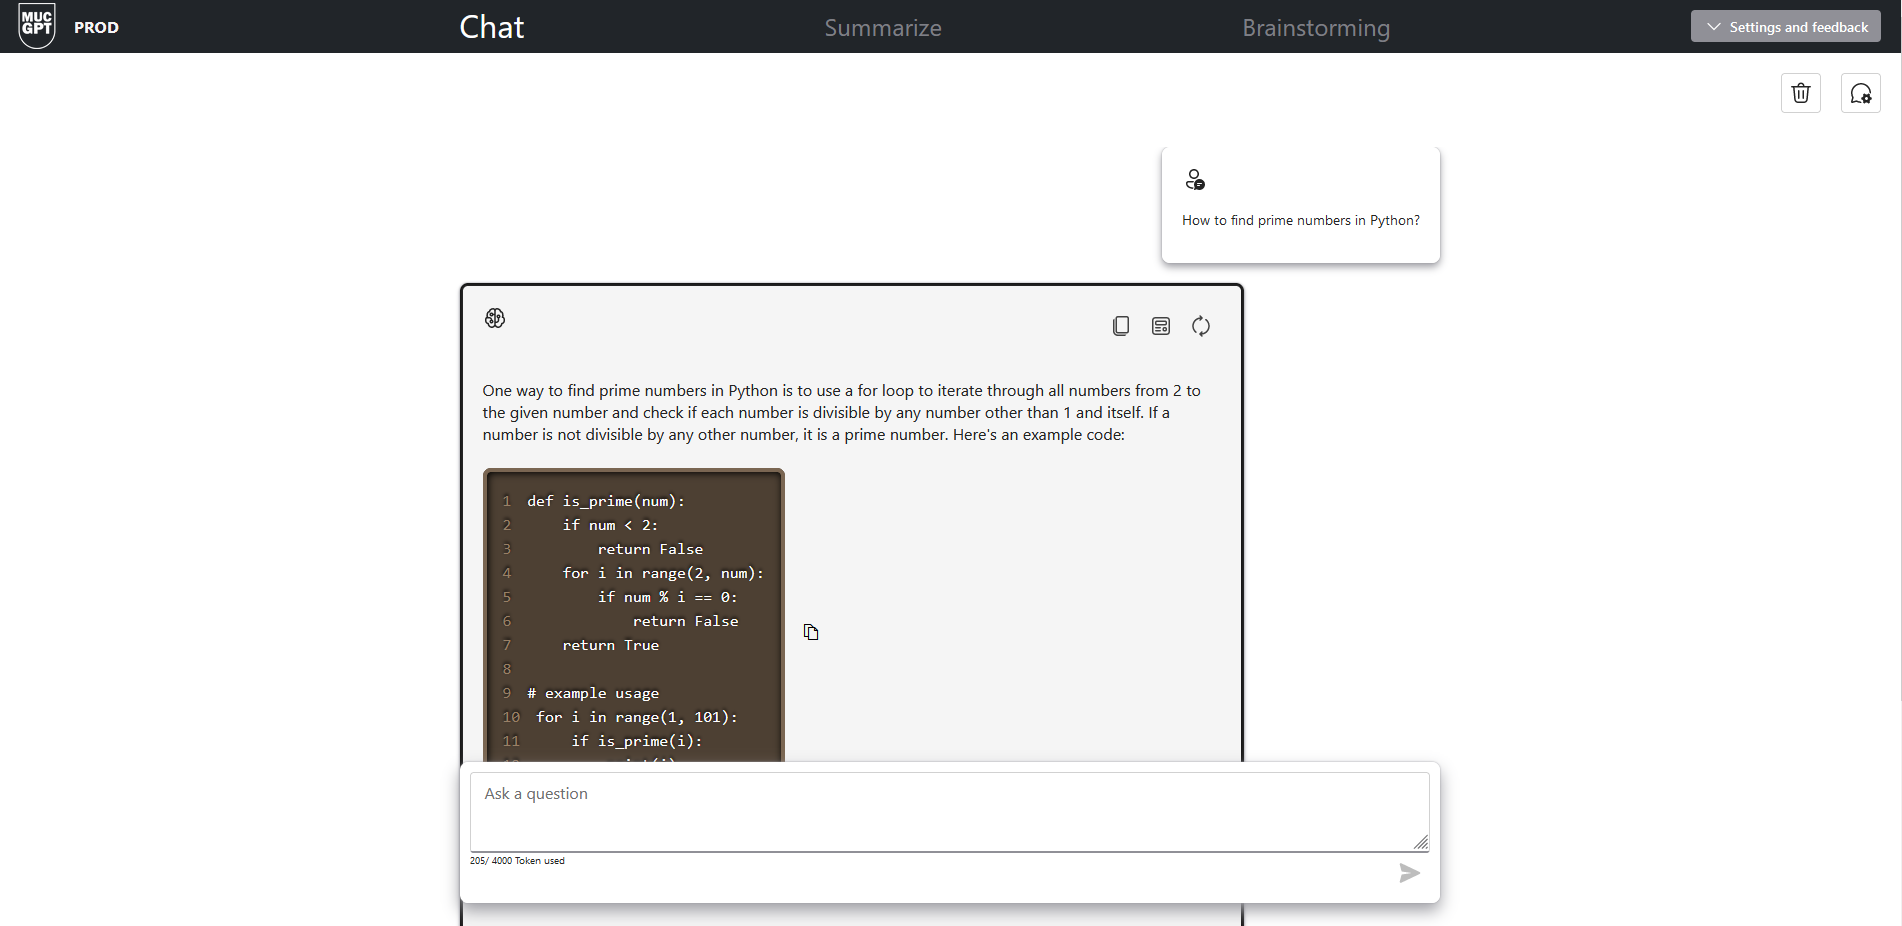 MUC
GPT
PROD
Chat
Summarize
Brainstorming
Settings and feedback
How to find prime numbers in Python?
One way to find prime numbers in Python is to use a for loop to iterate through all numbers from 2 to
the given number and check if each number is divisible by any number other than 1 and itself. If a
number is not divisible by any other number, it is a prime number. Here's an example code:
1 def is_prime(num):
2     if num < 2:
3         return False
4     for i in range(2, num):
5         if num % i == 0:
6             return False
7     return True
8
9 # example usage
10 for i in range(1, 101):
11     if is_prime(i):
Ask a question
205/ 4000 Token used